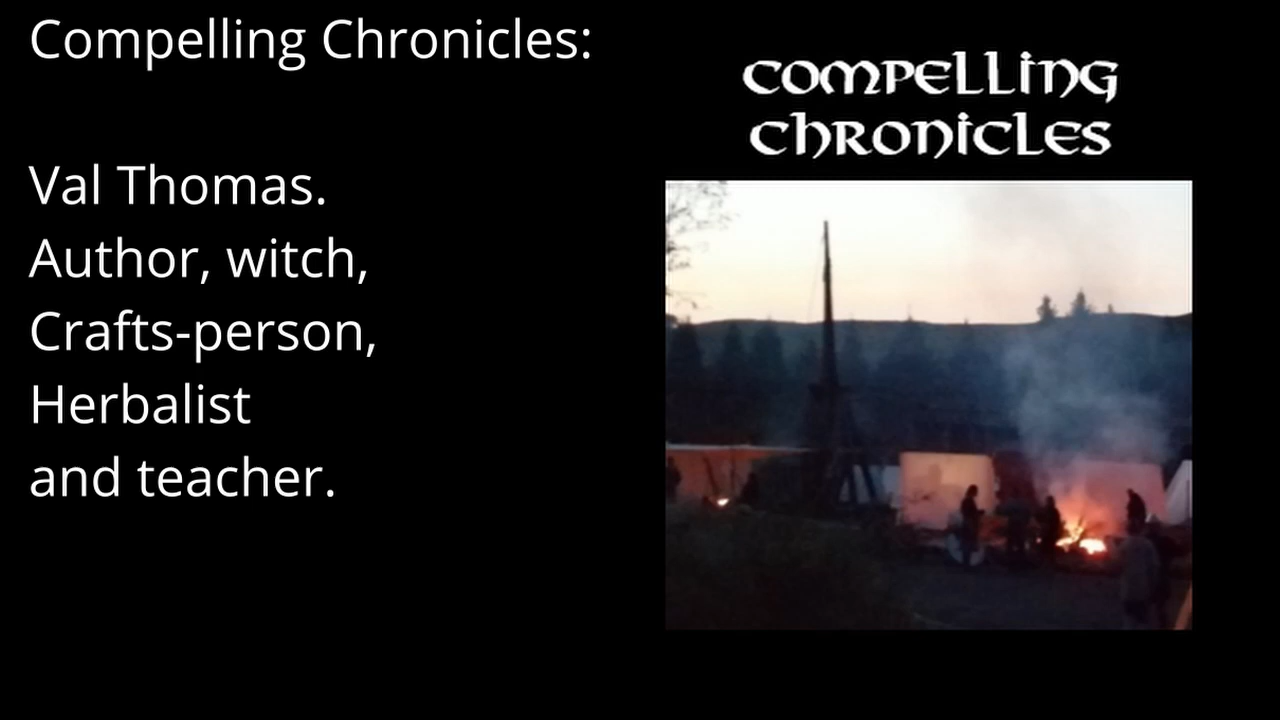 Compelling Chronicles:
Val Thomas.
Author, witch,
Crafts-person,
Herbalist
and teacher.
COMPELLING
CHRONICLES